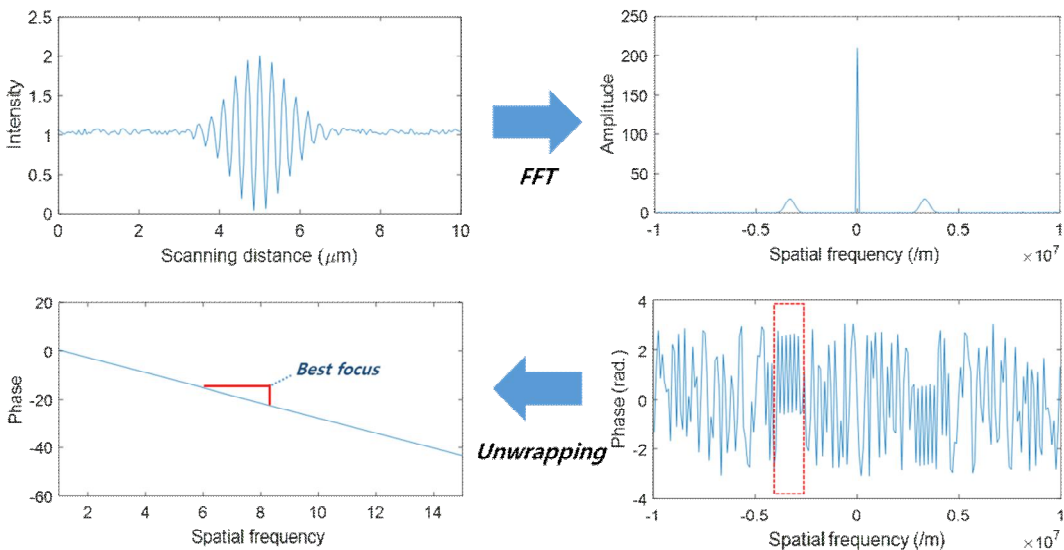 2.5
2
1.5
1
0.5
0
Intensity
0 2 4 6 8 10
Scanning distance (μm)
FFT
250
200
150
100
50
0
Amplitude
-1 -0.5 0 0.5 1
Spatial frequency (/m)
×10⁷
20
0
-20
-40
-60
Phase
Best focus
2 4 6 8 10 12 14
Spatial frequency
Unwrapping
4
2
0
-2
-4
Phase (rad.)
-1 -0.5 0 0.5 1
Spatial frequency (/m)
×10⁷